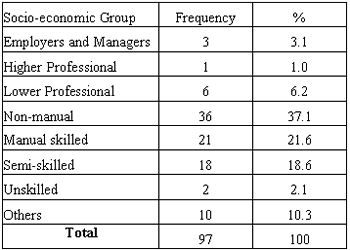 Socio-economic Group Frequency %
Employers and Managers 3 3.1
Higher Professional 1 1.0
Lower Professional 6 6.2
Non-manual 36 37.1
Manual skilled 21 21.6
Semi-skilled 18 18.6
Unskilled 2 2.1
Others 10 10.3
Total 97 100